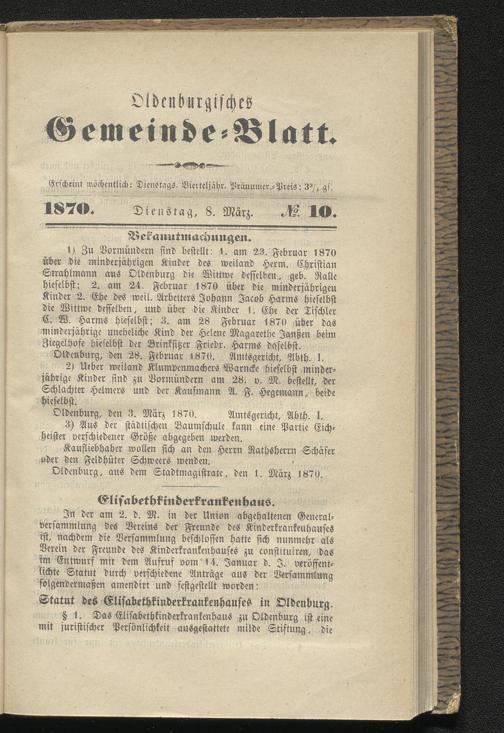 Oldenburgisches
Gemeinde-Blatt.
Erscheint wöchentlich: Dienstags. Vierteljähr. Pränumer.-Preis: 3¾ gſ.
1870. Dienstag, 8. März. № 10.
Bekanntmachungen.
1) Zu Vormündern ſind beſtellt: 1. am 23. Februar 1870
über die minderjährigen Kinder des weiland Herm. Chriſtian
Strahlmann aus Oldenburg die Wittwe deſſelben, geb. Ralle
hieſelbſt; 2, am 24. Februar 1870 über die minderjährigen
Kinder 2. Ehe des weil. Arbeiters Johann Jacob Harms hieſelbſt
die Wittwe deſſelben, und über die Kinder 1. Ehe der Tiſchler
C. W. Harms hieſelbſt; 3. am 28 Februar 1870 über das
minderjährige uneheliche Kind der Helene Magarethe Janßen beim
Ziegelhofe hieſelbſt der Brinkſitzer Friedr. Harms daſelbſt.
Oldenburg, den 28. Februar 1870. Amtsgericht, Abth. I.
2) Ueber weiland Klumpenmachers Warncke hieſelbſt minder-
jährige Kinder ſind zu Vormündern am 28. v. M. beſtellt, der
Schlachter Helmers und der Kaufmann A. F. Hegemann, beide
hieſelbſt.
Oldenburg, den 3. März 1870. Amtsgericht, Abth. I.
3) Aus der ſtädtiſchen Baumſchule kann eine Partie Eich-
heiſter verſchiedener Größe abgegeben werden.
Kaufliebhaber wollen ſich an den Herrn Rathsherrn Schäfer
oder den Feldhüter Schweers wenden.
Oldenburg, aus dem Stadtmagiſtrate, den 1. März 1870.
Eliſabethkinderkrankenhaus.
In der am 2. d. M. in der Union abgehaltenen General-
verſammlung des Vereins der Freunde des Kinderkrankenhauſes
iſt, nachdem die Verſammlung beſchloſſen hatte ſich nunmehr als
Verein der Freunde des Kinderkrankenhauſes zu conſtituiren, das
im Entwurf mit dem Aufruf vom 14. Januar d. J. veröffent-
lichte Statut durch verſchiedene Anträge aus der Verſammlung
folgendermaßen amendirt und feſtgeſtellt worden:
Statut des Eliſabethkinderkrankenhauſes in Oldenburg.
§ 1. Das Eliſabethkinderkrankenhaus zu Oldenburg iſt eine
mit juriſtiſcher Perſönlichkeit ausgeſtattete milde Stiftung, die